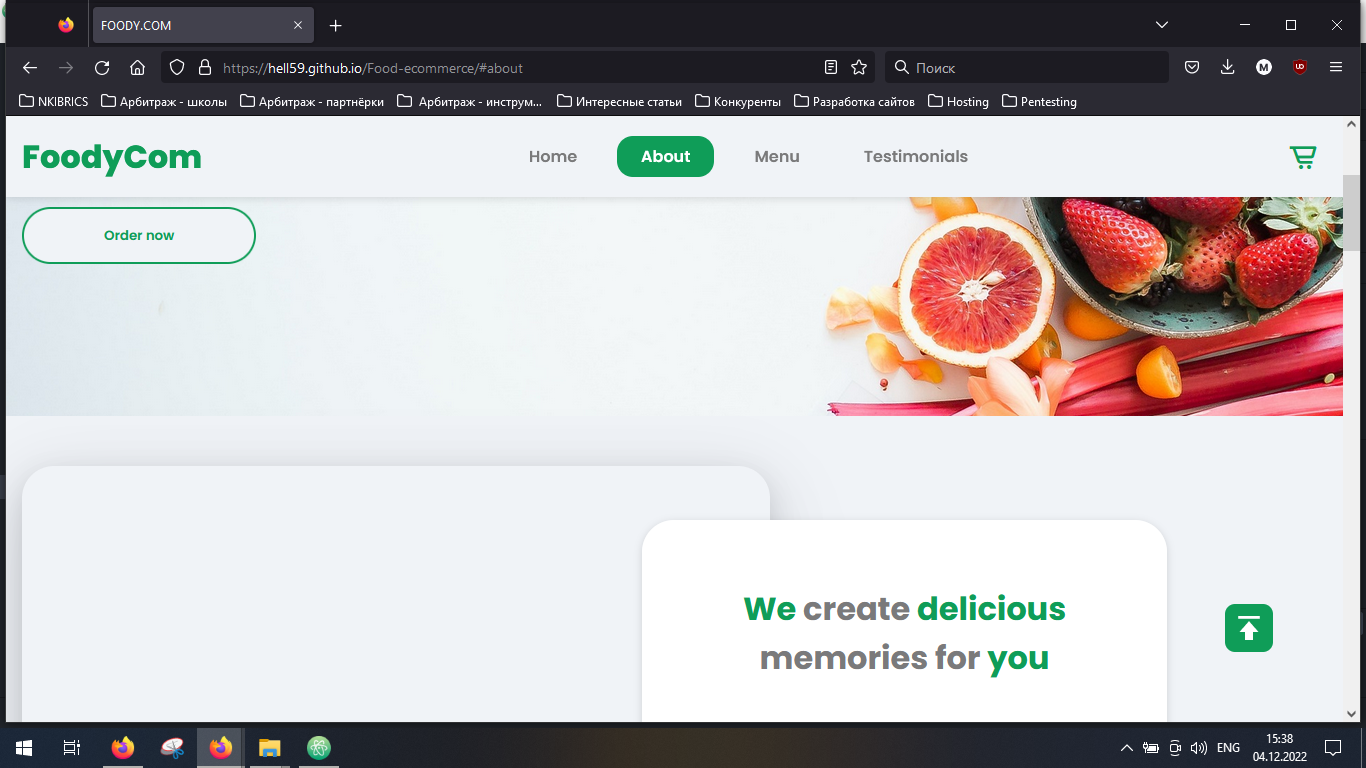 FOODY.COM
https://hell59.github.io/Food-ecommerce/#about
Поиск
M
UD
NKIBRICS
Арбитраж - школы
Арбитраж - партнёрки
Арбитраж - инструм...
Интересные статьи
Конкуренты
Разработка сайтов
Hosting
Pentesting
FoodyCom
Home
About
Menu
Testimonials
Order now
We create delicious
memories for you
ENG
15:38
04.12.2022